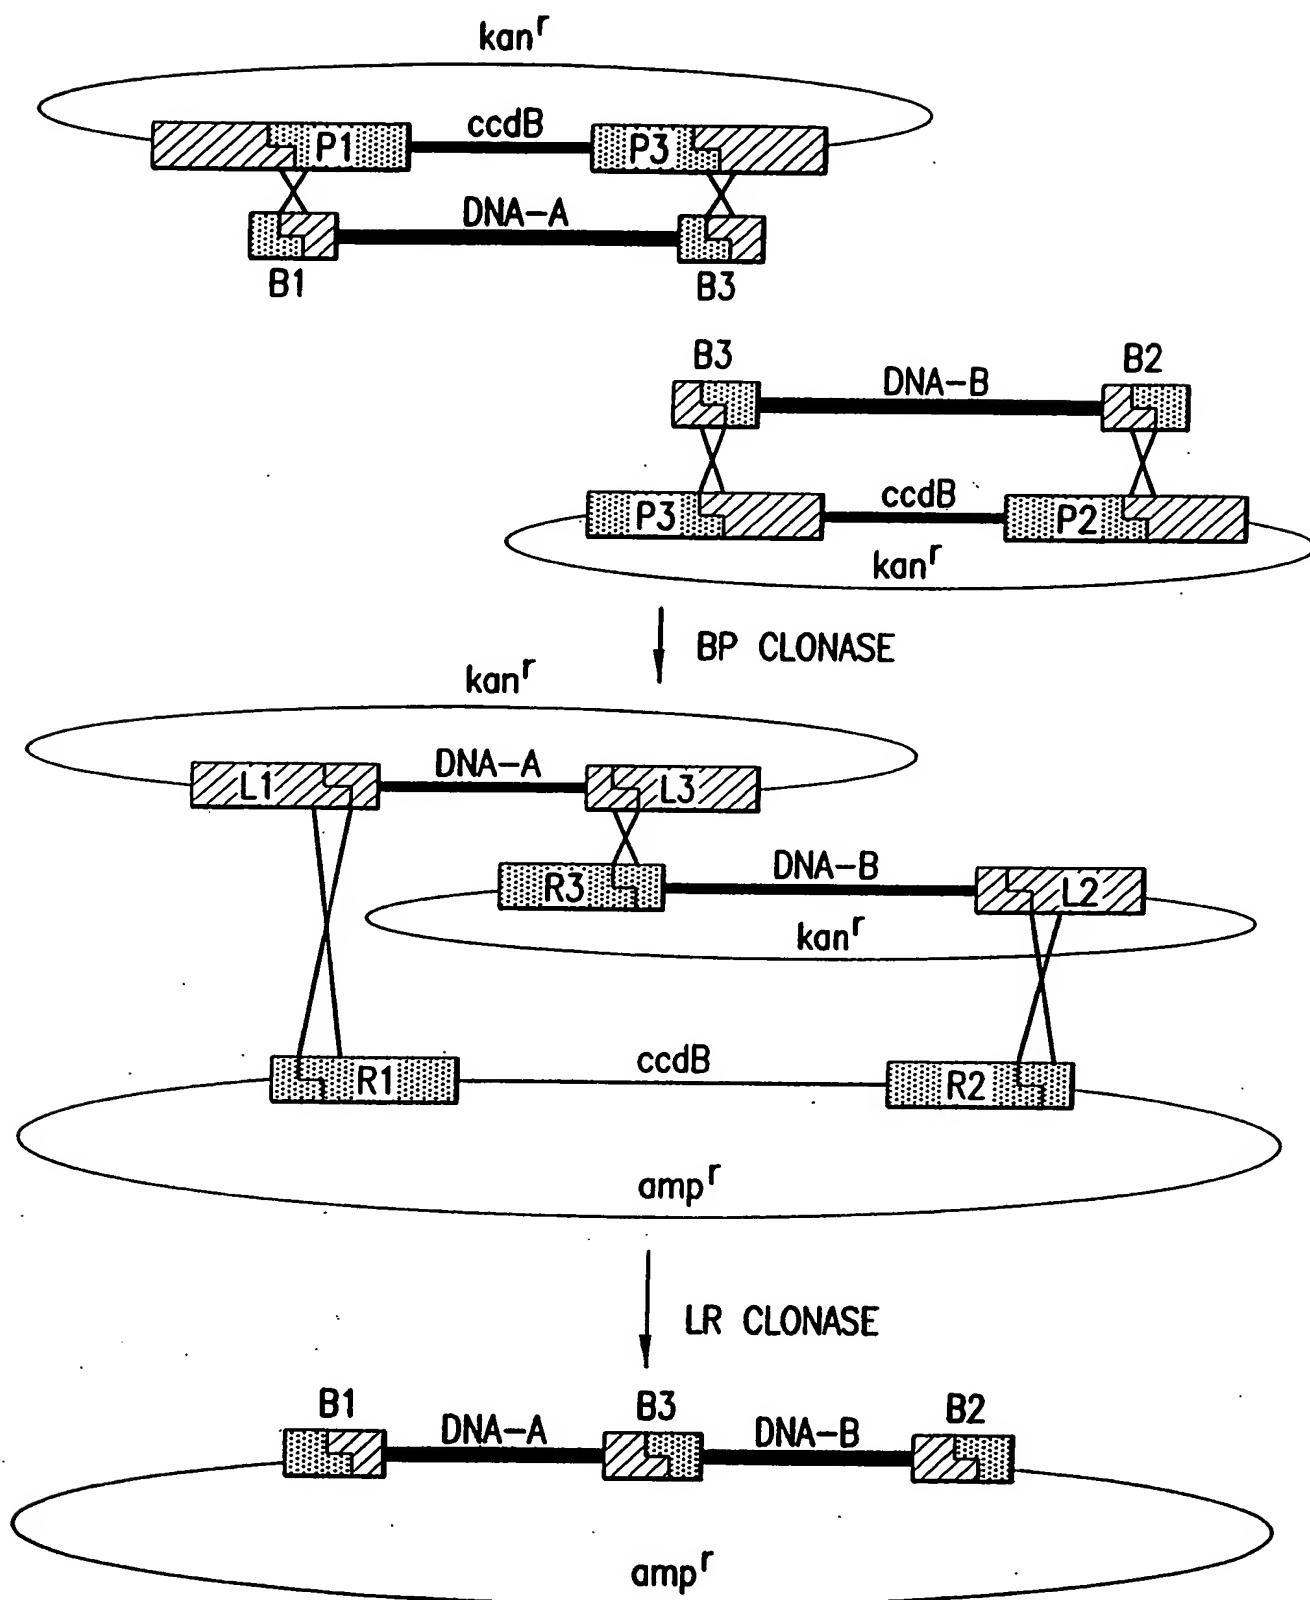 kanʳ
ccdB
P1
P3
DNA-A
B1
B3
B3
B2
DNA-B
ccdB
P3
P2
kanʳ
BP CLONASE
kanʳ
DNA-A
L1
L3
DNA-B
R3
L2
kanʳ
ccdB
R1
R2
ampʳ
LR CLONASE
B1
B3
B2
DNA-A
DNA-B
ampʳ